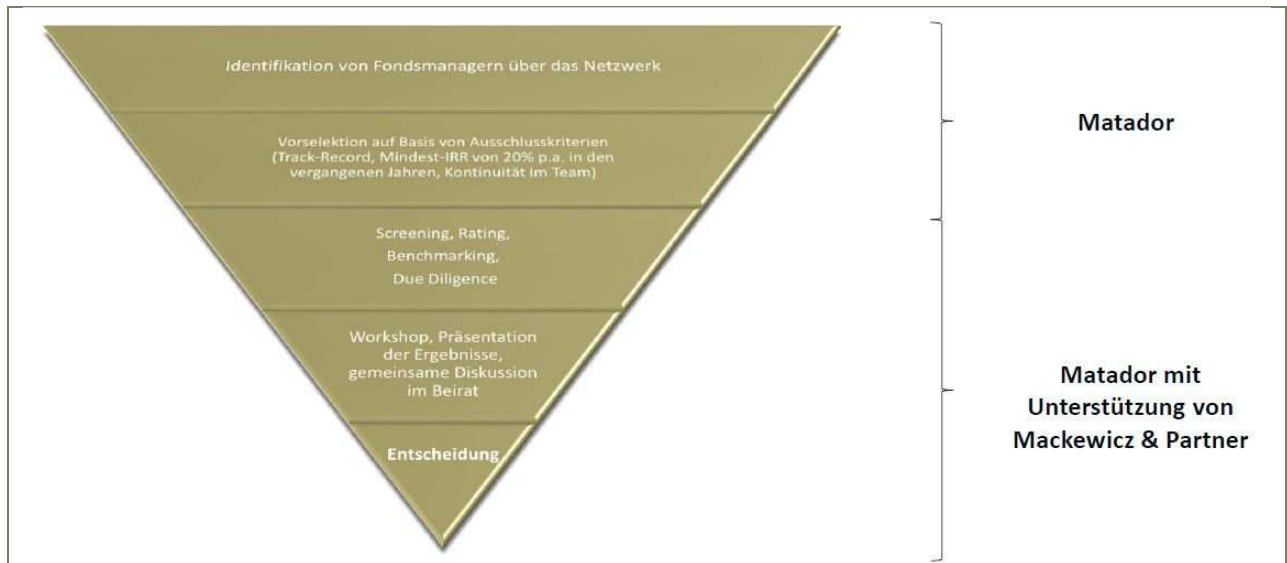 Identifikation von Fondsmanagern über das Netzwerk
Vorselektion auf Basis von Ausschlusskriterien
(Track-Record, Mindest-IRR von 20% p.a. in den
vergangenen Jahren, Kontinuität im Team)
Screening, Rating,
Benchmarking,
Due Diligence
Workshop, Präsentation
der Ergebnisse,
gemeinsame Diskussion
im Beirat
Entscheidung
Matador
Matador mit
Unterstützung von
Mackewicz & Partner